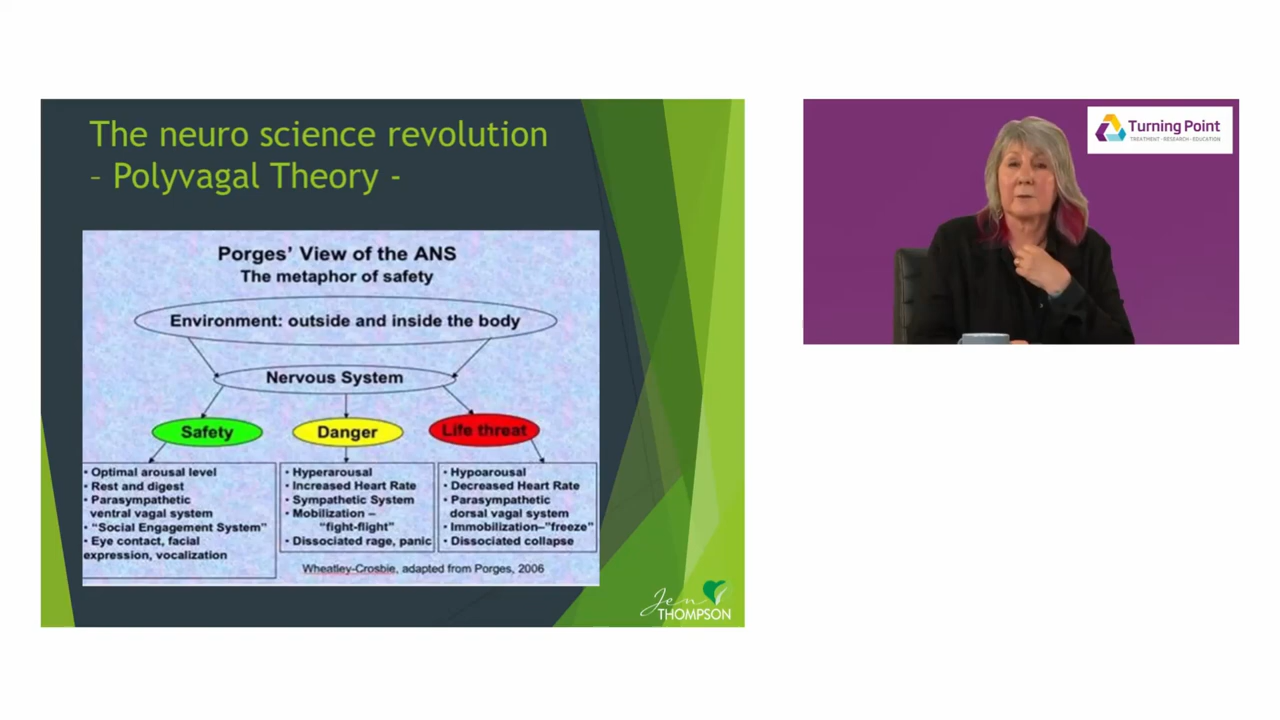 The neuro science revolution
– Polyvagal Theory -
Porges' View of the ANS
The metaphor of safety
Environment: outside and inside the body
Nervous System
Safety
Danger
Life threat
• Optimal arousal level
• Rest and digest
• Parasympathetic
ventral vagal system
• “Social Engagement System”
• Eye contact, facial
expression, vocalization
• Hyperarousal
• Increased Heart Rate
• Sympathetic System
• Mobilization –
“fight-flight”
• Dissociated rage, panic
• Hypoarousal
• Decreased Heart Rate
• Parasympathetic
dorsal vagal system
• Immobilization–”freeze”
• Dissociated collapse
Wheatley-Crosbie, adapted from Porges, 2006
Jen
THOMPSON
Turning Point
TREATMENT · RESEARCH · EDUCATION